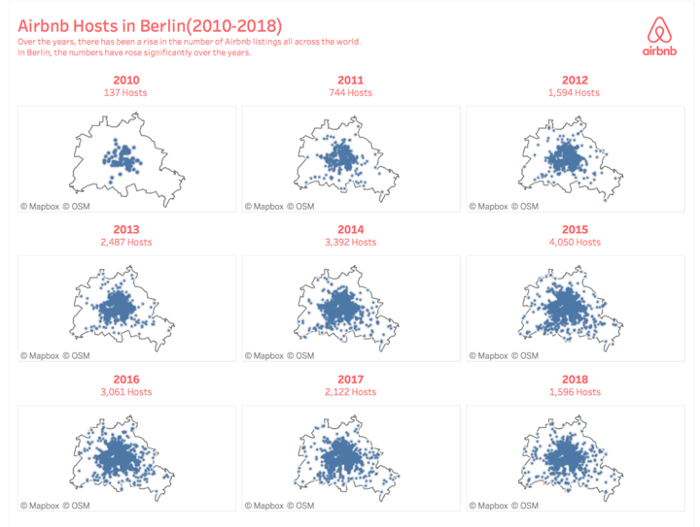 Airbnb Hosts in Berlin(2010-2018)
Over the years, there has been a rise in the number of Airbnb listings all across the world.
In Berlin, the numbers have rose significantly over the years.
airbnb
2010
137 Hosts
© Mapbox © OSM
2011
744 Hosts
© Mapbox © OSM
2012
1,594 Hosts
© Mapbox © OSM
2013
2,487 Hosts
© Mapbox © OSM
2014
3,392 Hosts
© Mapbox © OSM
2015
4,050 Hosts
© Mapbox © OSM
2016
3,061 Hosts
© Mapbox © OSM
2017
2,122 Hosts
© Mapbox © OSM
2018
1,596 Hosts
© Mapbox © OSM